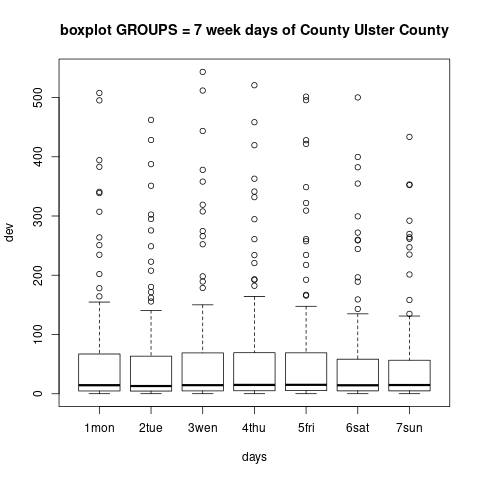 boxplot GROUPS = 7 week days of County Ulster County
500
400
300
200
100
0
dev
1mon 2tue 3wen 4thu 5fri 6sat 7sun
days